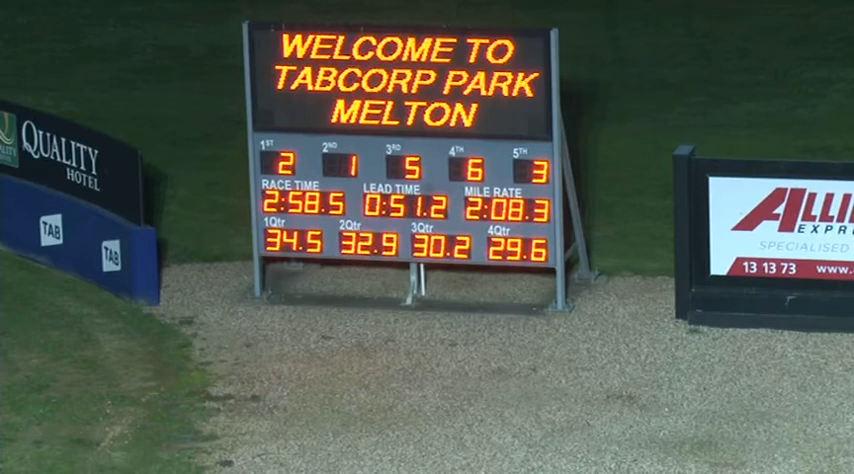 WELCOME TO
TABCORP PARK
MELTON
1ST 2ND 3RD 4TH 5TH
2 1 5 6 3
RACE TIME LEAD TIME MILE RATE
2:58.5 0:51.2 2:08.3
1Qtr 2Qtr 3Qtr 4Qtr
34.5 32.9 30.2 29.6
QUALITY
HOTEL
TAB
TAB
ALLIE
EXPR
SPECIALISED
13 13 73 www.